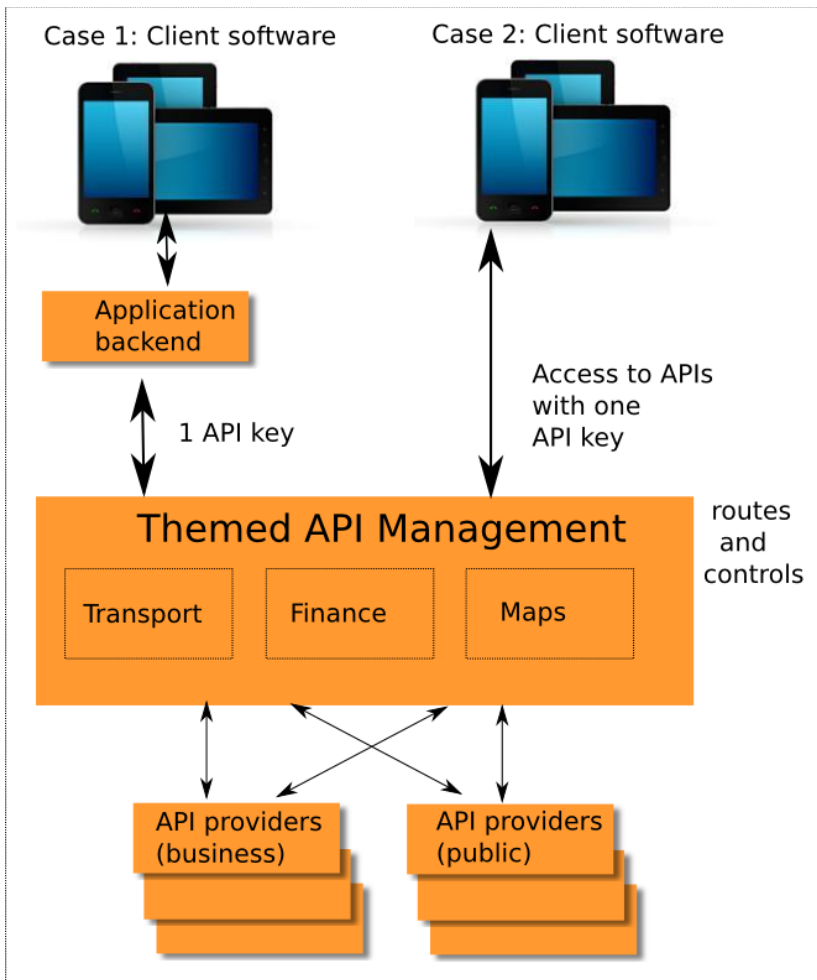 Case 1: Client software
Case 2: Client software
Application
backend
1 API key
Access to APIs
with one
API key
Themed API Management
routes
and
controls
Transport
Finance
Maps
API providers
(business)
API providers
(public)